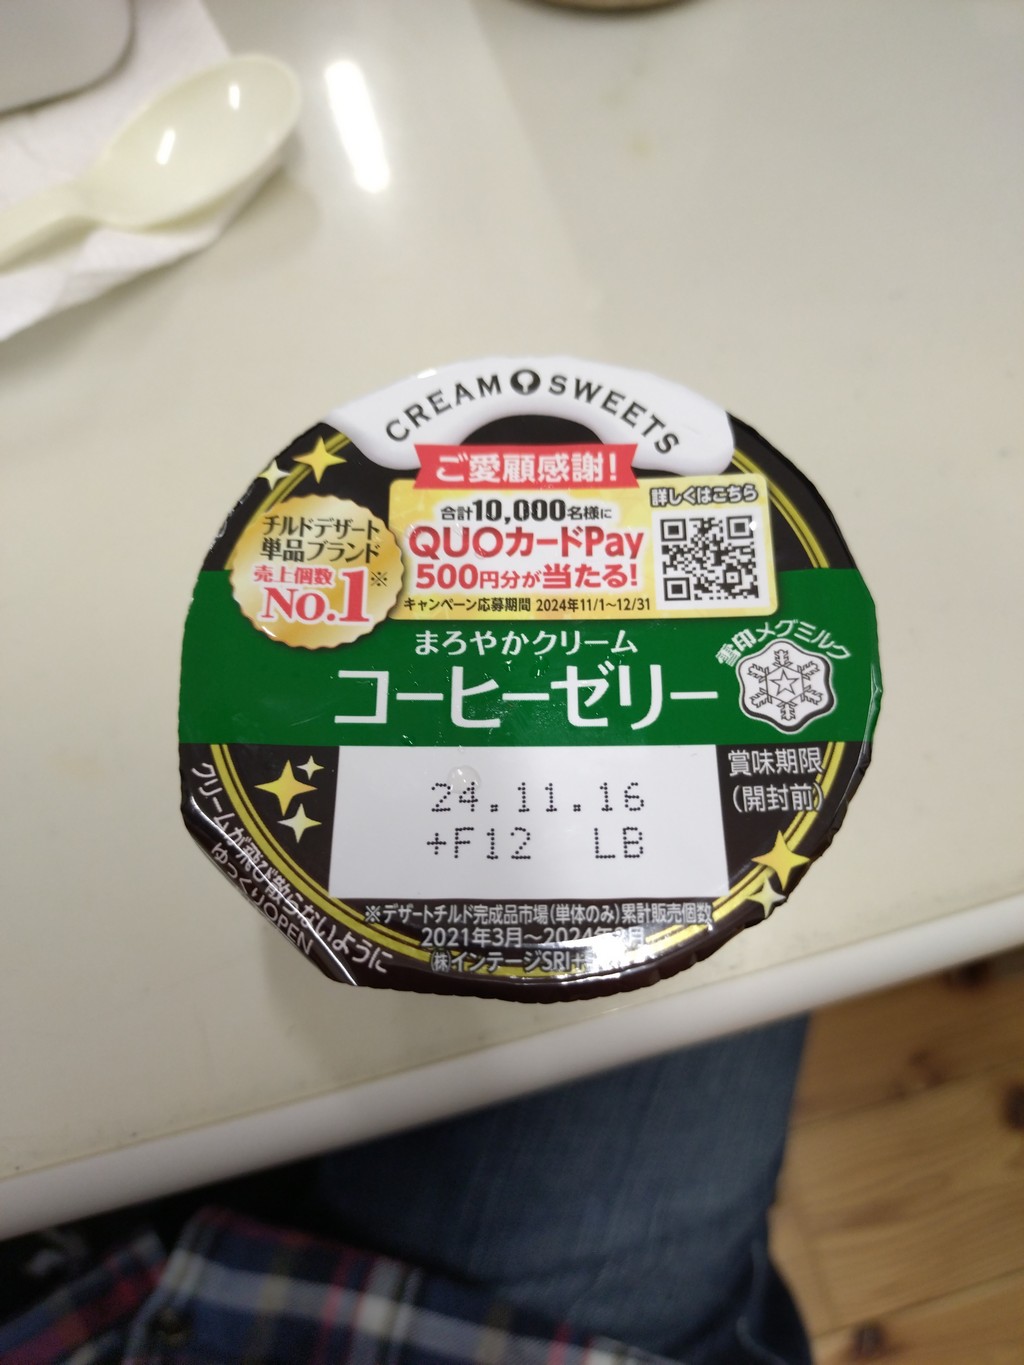 CREAM SWEETS
ご愛顧感謝!
チルドデザート
単品ブランド
売上個数
No.1※
合計10,000名様に
QUOカードPay
500円分が当たる!
キャンペーン応募期間 2024年11/1~12/31
詳しくはこちら
まろやかクリーム
コーヒーゼリー
雪印メグミルク
24.11.16
+F12 LB
賞味期限
(開封前)
クリームが飛び散らないように
ゆっくりOPEN
※デザートチルド完成品市場(単体のみ)累計販売個数
2021年3月~2024年2月
(株)インテージSRI+